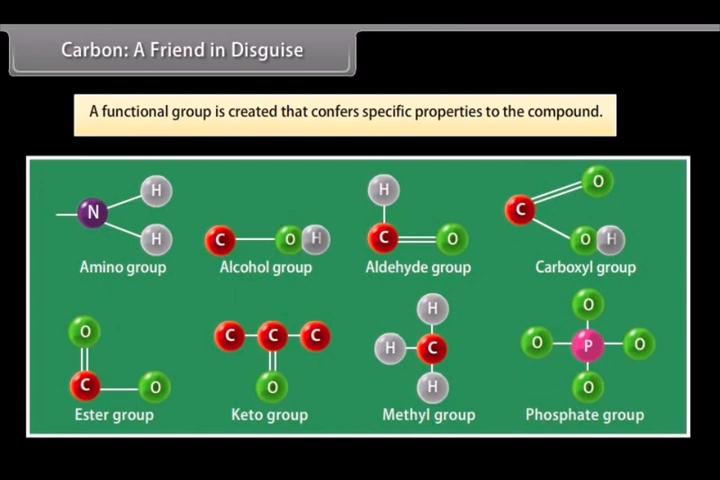 Carbon: A Friend in Disguise
A functional group is created that confers specific properties to the compound.
N H H
Amino group
C O H
Alcohol group
H C O
Aldehyde group
C O O H
Carboxyl group
O C O
Ester group
C C C O
Keto group
H H C H
Methyl group
O O P O O
Phosphate group